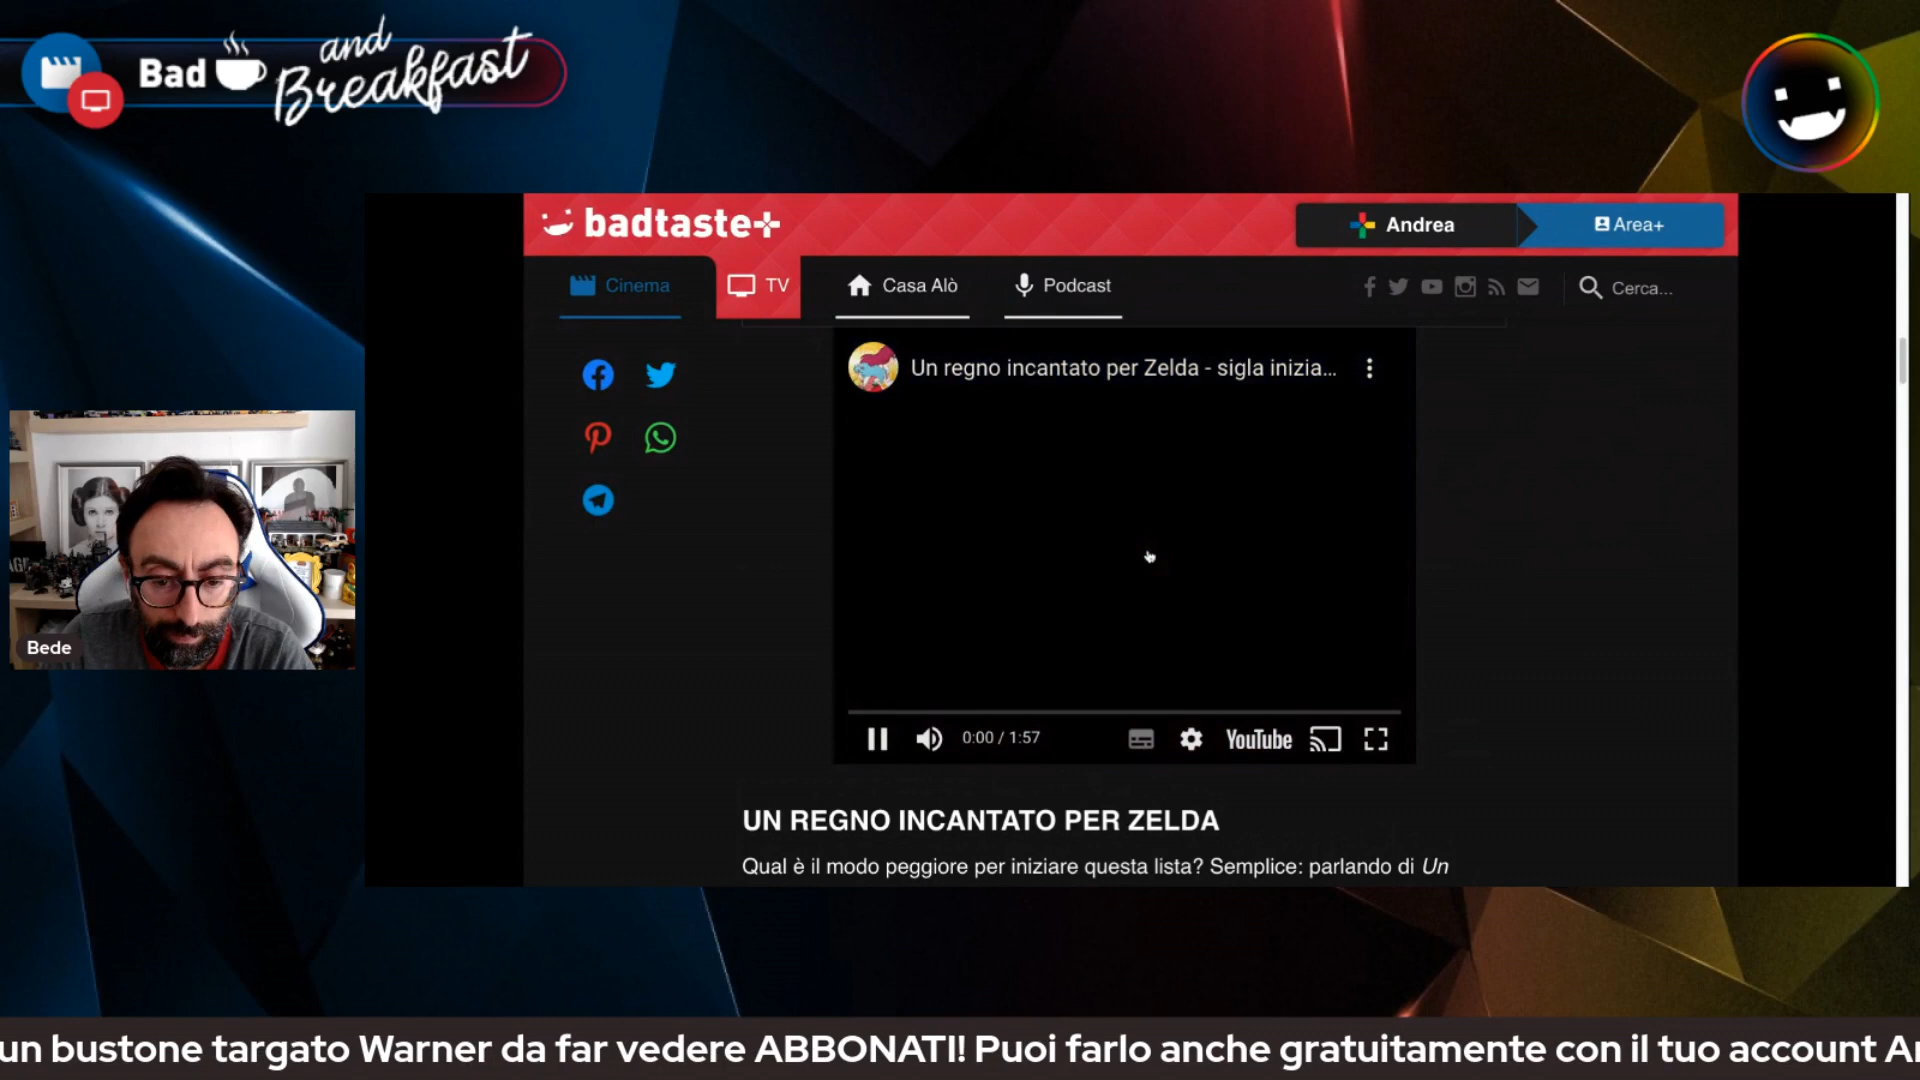 Bad and Breakfast
badtaste+
Andrea
Area+
Cinema
TV
Casa Alò
Podcast
Cerca...
Un regno incantato per Zelda - sigla inizia...
Bede
0:00 / 1:57
YouTube
UN REGNO INCANTATO PER ZELDA
Qual è il modo peggiore per iniziare questa lista? Semplice: parlando di Un
un bustone targato Warner da far vedere ABBONATI! Puoi farlo anche gratuitamente con il tuo account